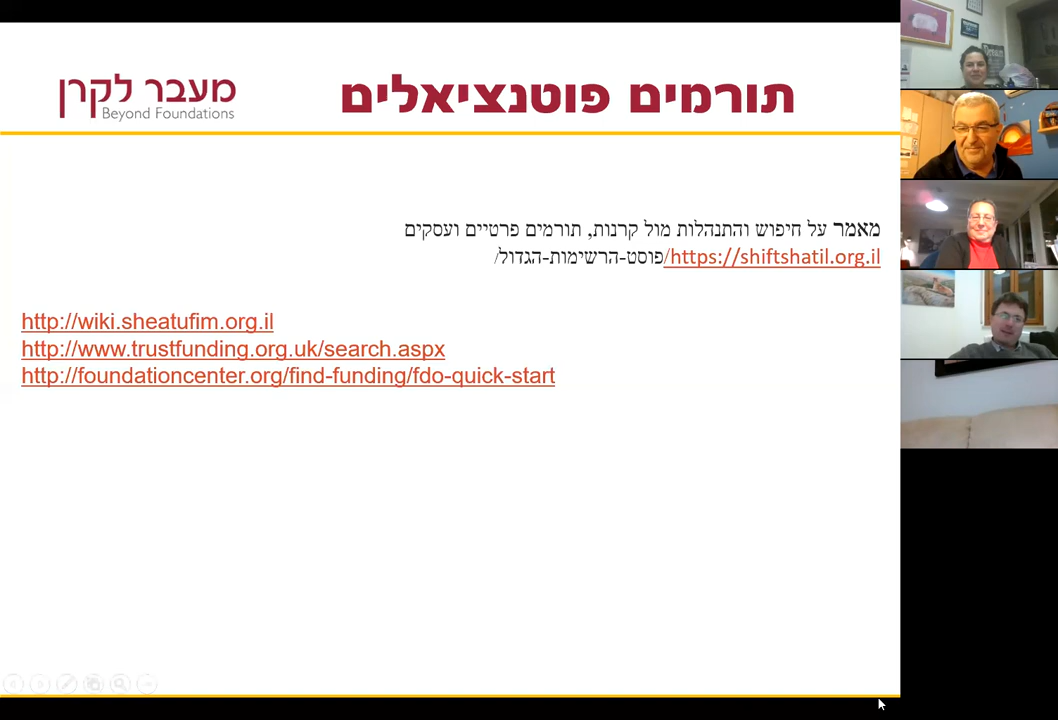 תורמים פוטנציאלים
מעבר לקרן
Beyond Foundations
מאמר על חיפוש והתנהלות מול קרנות, תורמים פרטיים ועסקים
https://shiftshatil.org.il/פוסט-הרשימות-הגדול/
http://wiki.sheatufim.org.il
http://www.trustfunding.org.uk/search.aspx
http://foundationcenter.org/find-funding/fdo-quick-start